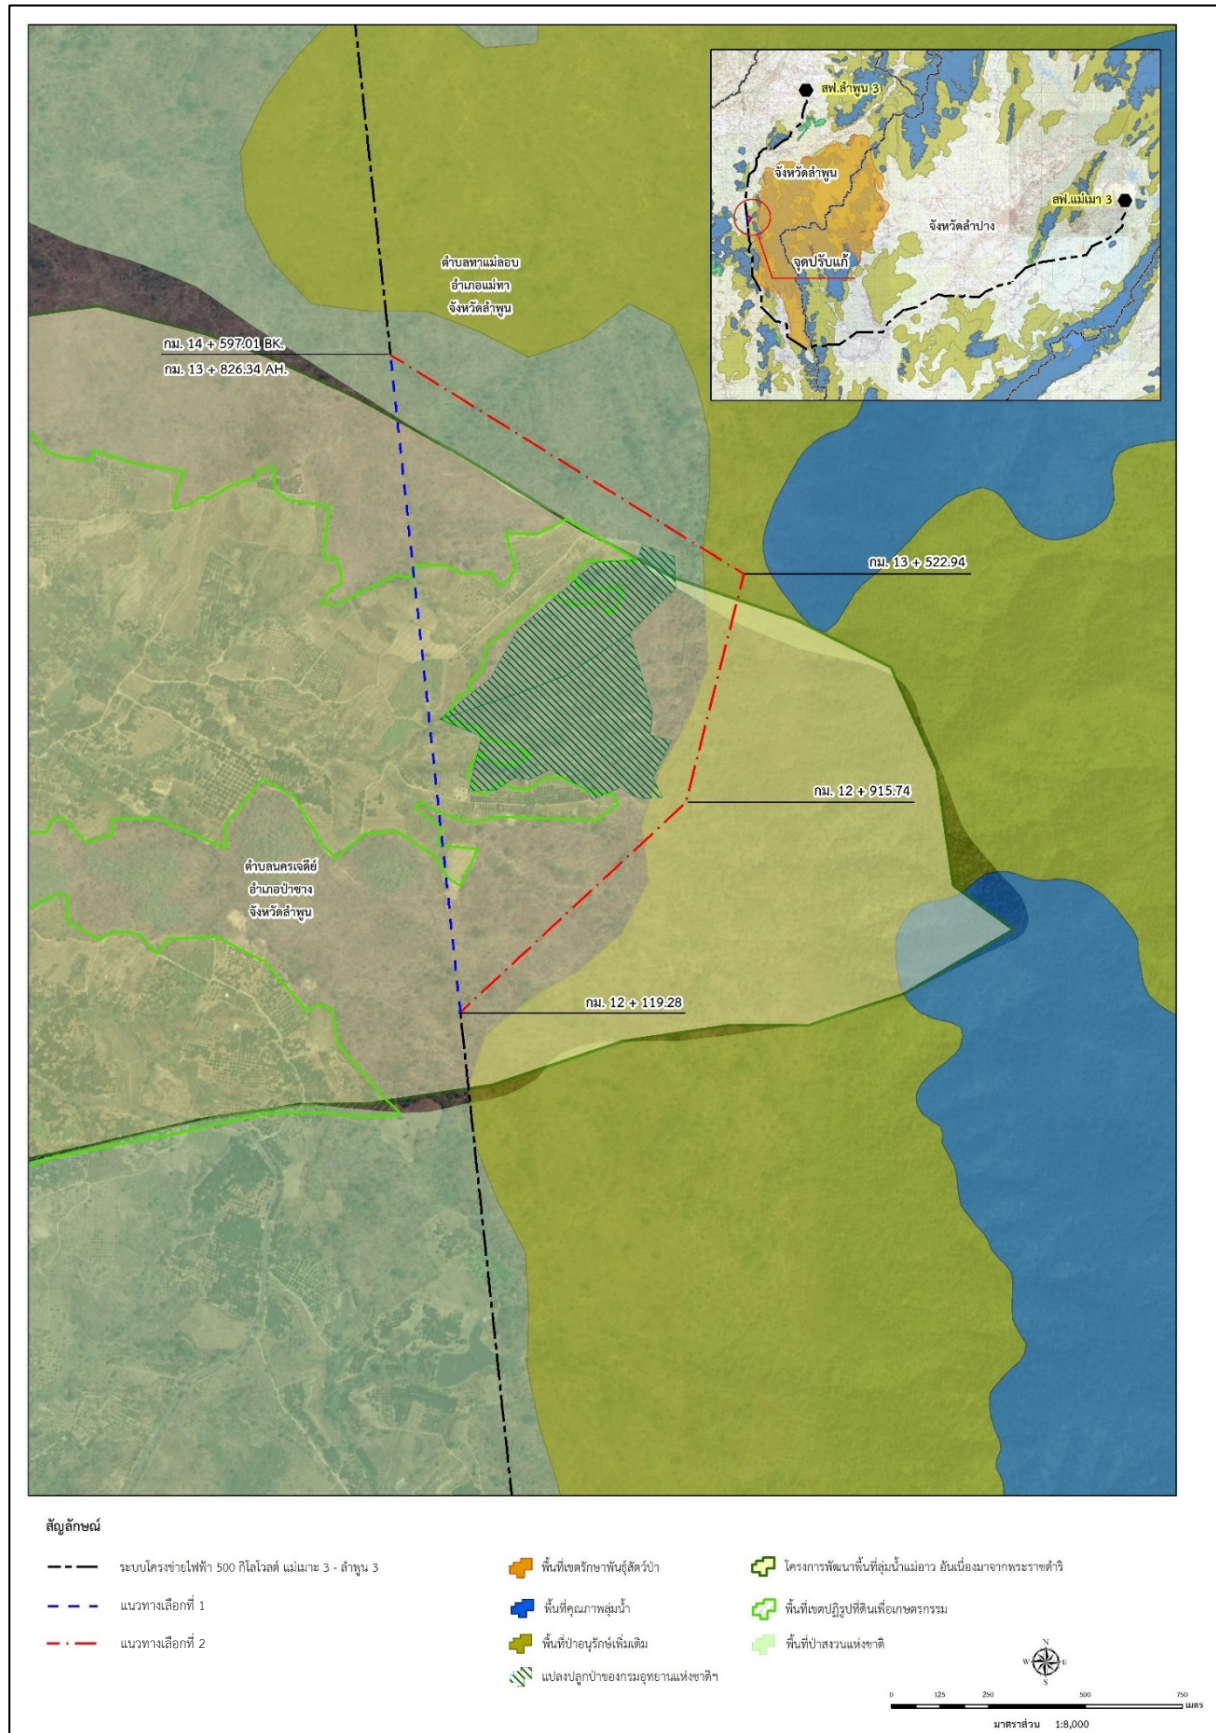 สฟ.ลำพูน 3
จังหวัดลำพูน
สฟ.แม่เมา 3
จังหวัดลำปาง
จุดปรับแก้
ตำบลทาแม่ลอบ
อำเภอแม่ทา
จังหวัดลำพูน
กม. 14 + 597.01 BK.
กม. 13 + 826.34 AH.
กม. 13 + 522.94
กม. 12 + 915.74
ตำบลนครเจดีย์
อำเภอป่าซาง
จังหวัดลำพูน
กม. 12 + 119.28
สัญลักษณ์
ระบบโครงข่ายไฟฟ้า 500 กิโลโวลต์ แม่เมาะ 3 - ลำพูน 3
แนวทางเลือกที่ 1
แนวทางเลือกที่ 2
พื้นที่เขตรักษาพันธุ์สัตว์ป่า
พื้นที่คุณภาพลุ่มน้ำ
พื้นที่ป่าอนุรักษ์เพิ่มเติม
แปลงปลูกป่าของกรมอุทยานแห่งชาติฯ
โครงการพัฒนาพื้นที่ลุ่มน้ำแม่อาว อันเนื่องมาจากพระราชดำริ
พื้นที่เขตปฏิรูปที่ดินเพื่อเกษตรกรรม
พื้นที่ป่าสงวนแห่งชาติ
N
W E
S
0 125 250 500 750
เมตร
มาตราส่วน 1:8,000